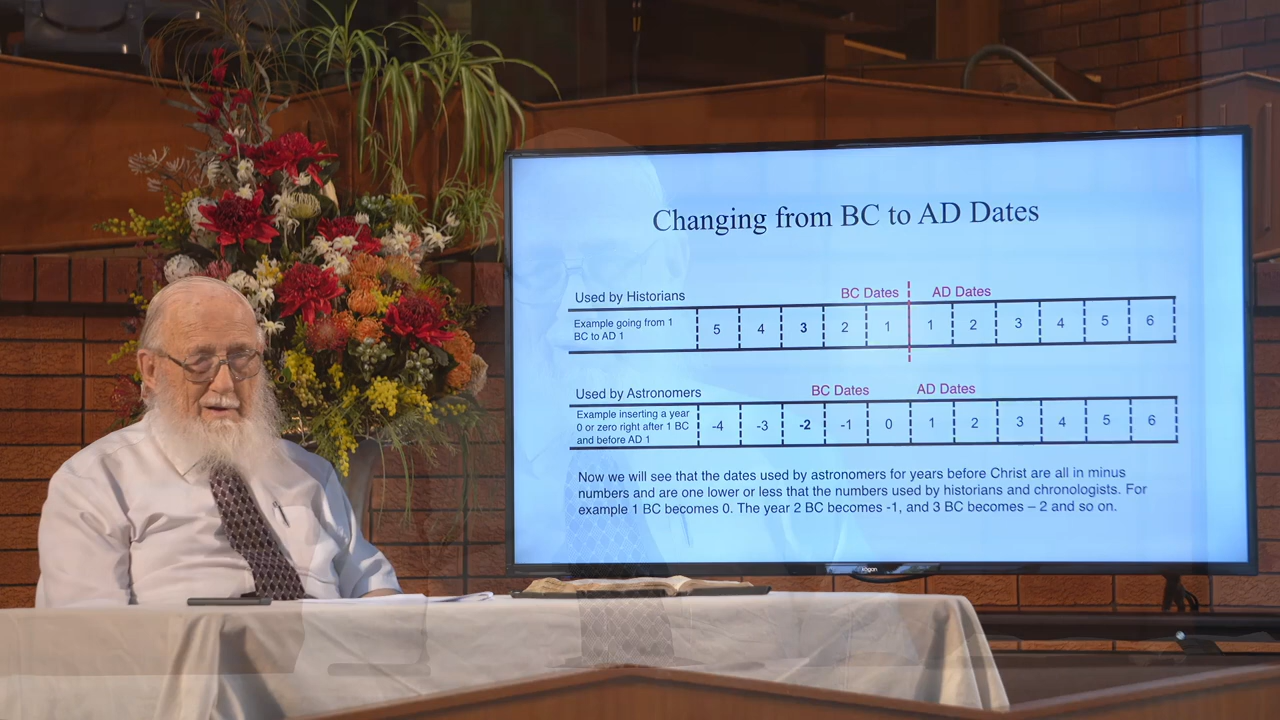 Changing from BC to AD Dates
Used by Historians
BC Dates
AD Dates
Example going from 1
BC to AD 1
5 4 3 2 1 1 2 3 4 5 6
Used by Astronomers
BC Dates
AD Dates
Example inserting a year
0 or zero right after 1 BC
and before AD 1
-4 -3 -2 -1 0 1 2 3 4 5 6
Now we will see that the dates used by astronomers for years before Christ are all in minus
numbers and are one lower or less that the numbers used by historians and chronologists. For
example 1 BC becomes 0. The year 2 BC becomes -1, and 3 BC becomes – 2 and so on.
kogan